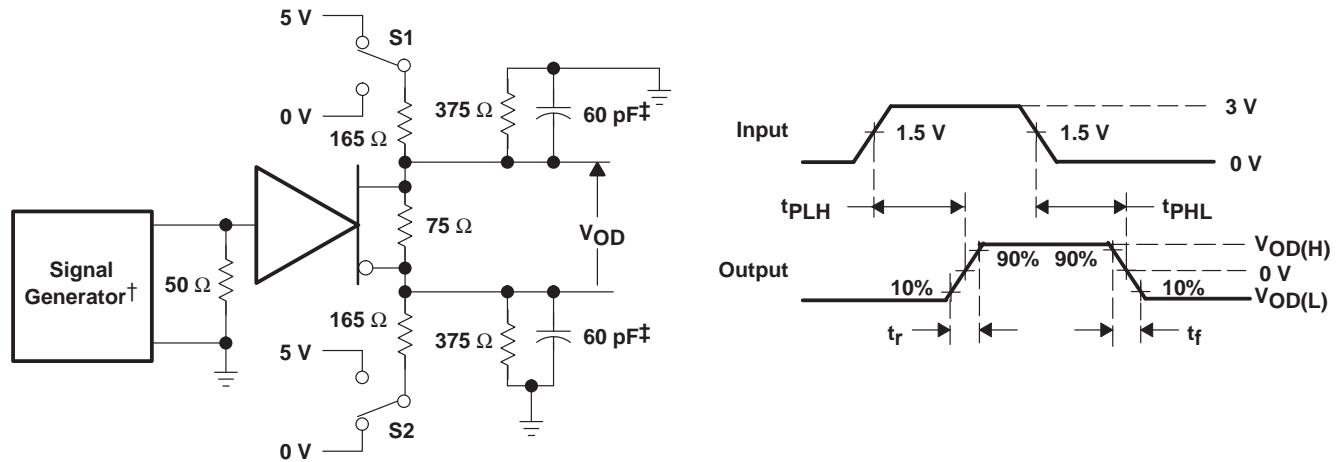 5 V
S1
0 V
165 Ω
375 Ω
60 pF‡
Signal
Generator†
50 Ω
75 Ω
VOD
165 Ω
375 Ω
60 pF‡
5 V
S2
0 V
Input
1.5 V
1.5 V
3 V
0 V
tPLH
tPHL
Output
10%
90%
90%
10%
VOD(H)
0 V
VOD(L)
tr
tf